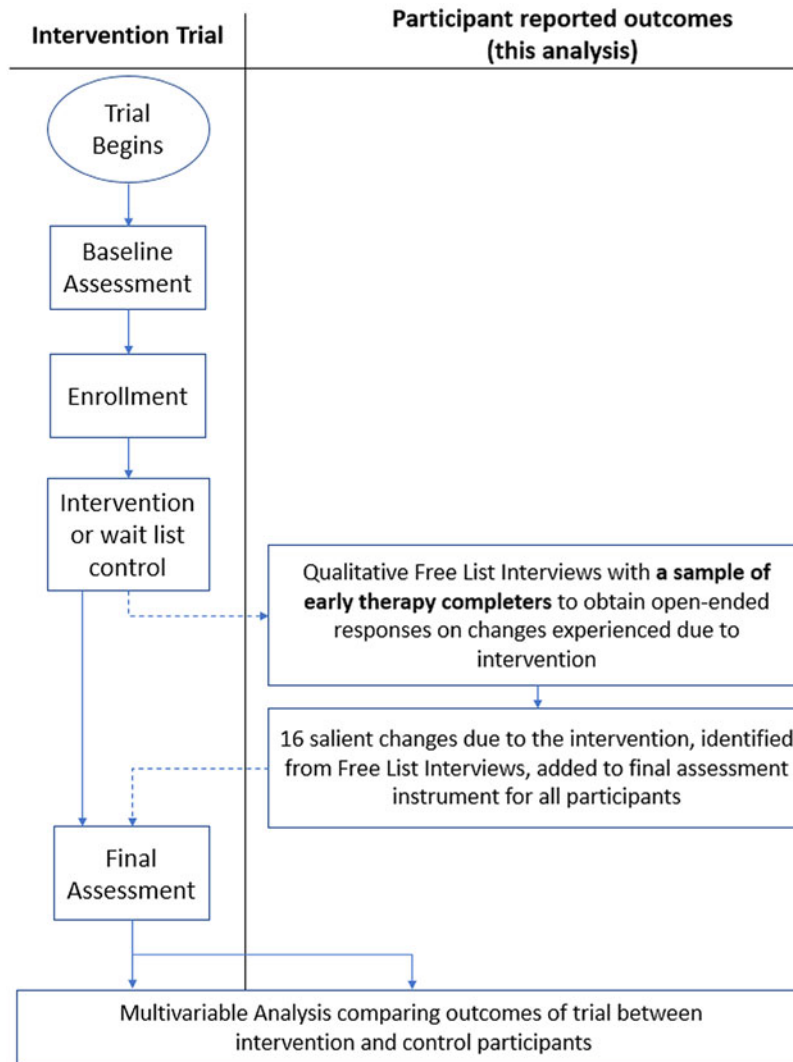 Intervention Trial
Participant reported outcomes
(this analysis)
Trial
Begins
Baseline
Assessment
Enrollment
Intervention
or wait list
control
Qualitative Free List Interviews with a sample of
early therapy completers to obtain open-ended
responses on changes experienced due to
intervention
16 salient changes due to the intervention, identified
from Free List Interviews, added to final assessment
instrument for all participants
Final
Assessment
Multivariable Analysis comparing outcomes of trial between
intervention and control participants